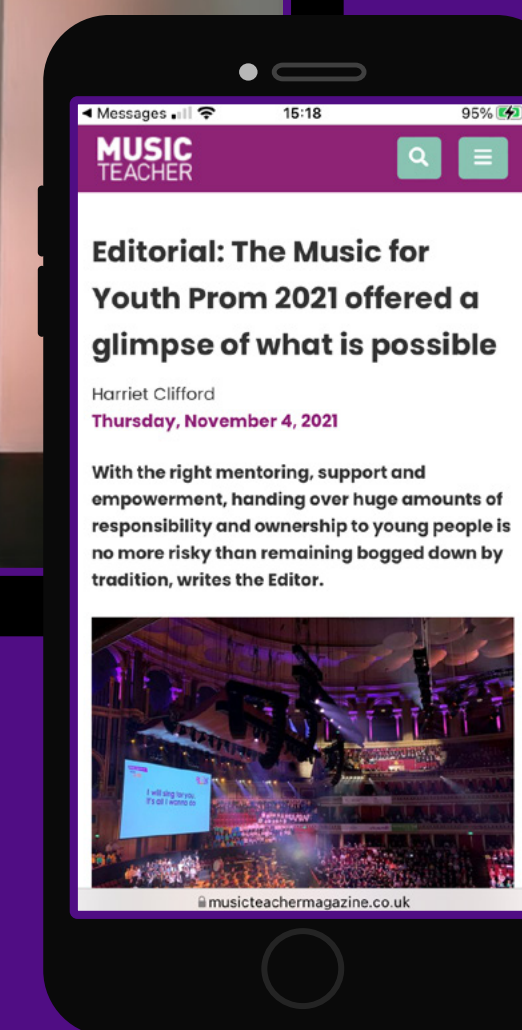 Messages
15:18
95%
MUSIC
TEACHER
Editorial: The Music for
Youth Prom 2021 offered a
glimpse of what is possible
Harriet Clifford
Thursday, November 4, 2021
With the right mentoring, support and
empowerment, handing over huge amounts of
responsibility and ownership to young people is
no more risky than remaining bogged down by
tradition, writes the Editor.
I will sing for you
It's all I wanna do
musicteachermagazine.co.uk